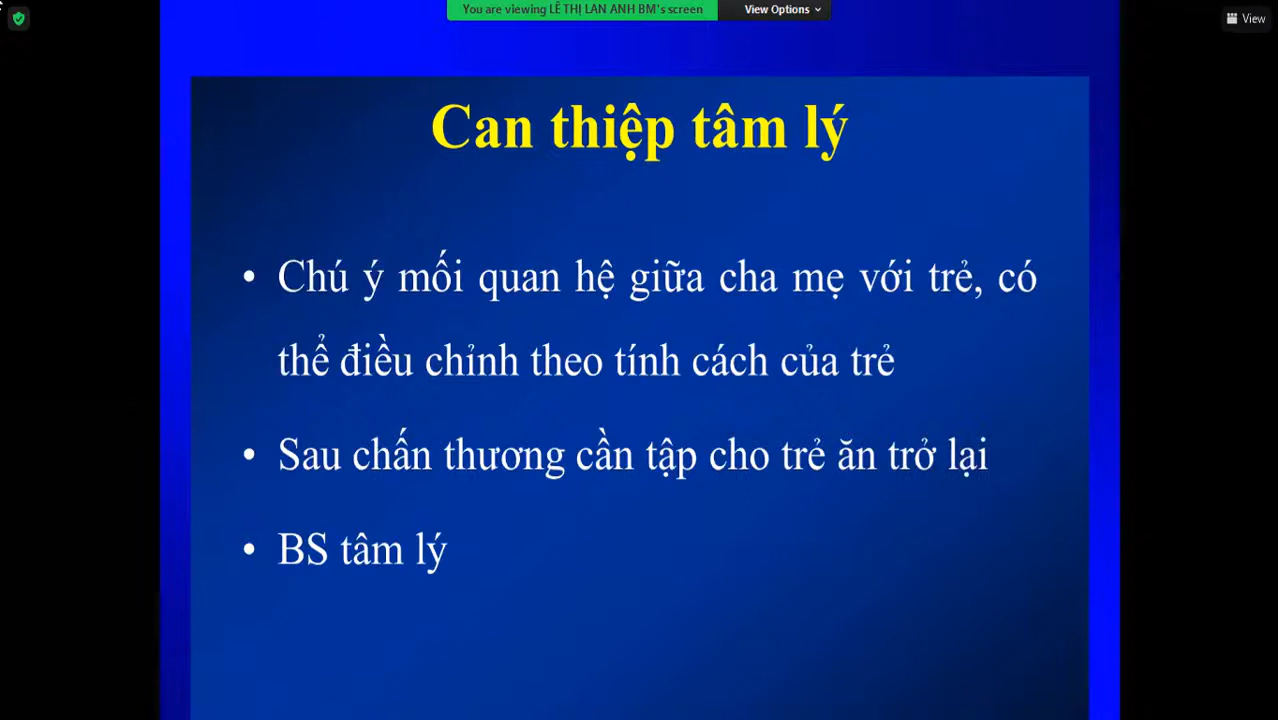 You are viewing LÊ THỊ LAN ANH BM's screen
View Options
View
Can thiệp tâm lý
• Chú ý mối quan hệ giữa cha mẹ với trẻ, có
thể điều chỉnh theo tính cách của trẻ
• Sau chấn thương cần tập cho trẻ ăn trở lại
• BS tâm lý